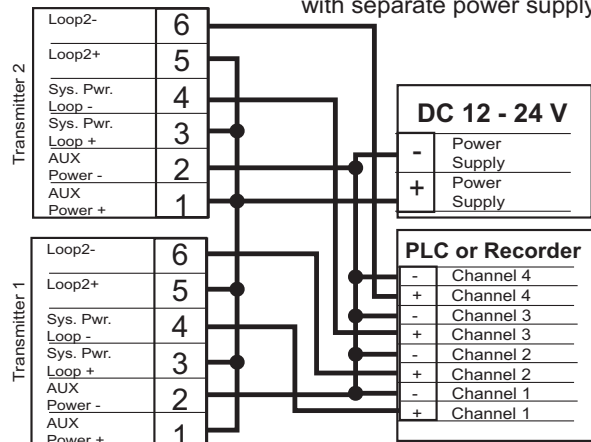 with separate power supply
Transmitter 2
Loop2- 6
Loop2+ 5
Sys. Pwr.
Loop - 4
Sys. Pwr.
Loop + 3
AUX
Power - 2
AUX
Power + 1
DC 12 - 24 V
- Power
Supply
+ Power
Supply
Transmitter 1
Loop2- 6
Loop2+ 5
Sys. Pwr.
Loop - 4
Sys. Pwr.
Loop + 3
AUX
Power - 2
AUX
Power + 1
PLC or Recorder
- Channel 4
+ Channel 4
- Channel 3
+ Channel 3
- Channel 2
+ Channel 2
- Channel 1
+ Channel 1